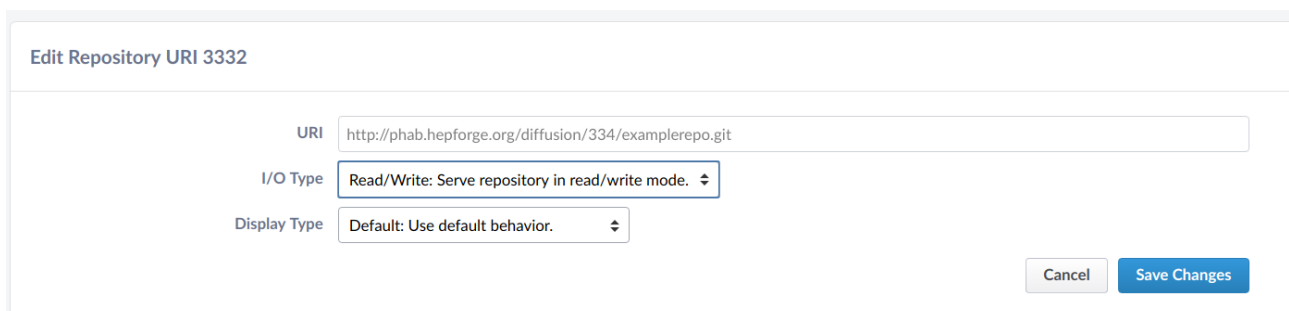 Edit Repository URI 3332
URI http://phab.hepforge.org/diffusion/334/examplerepo.git
I/O Type Read/Write: Serve repository in read/write mode.
Display Type Default: Use default behavior.
Cancel Save Changes